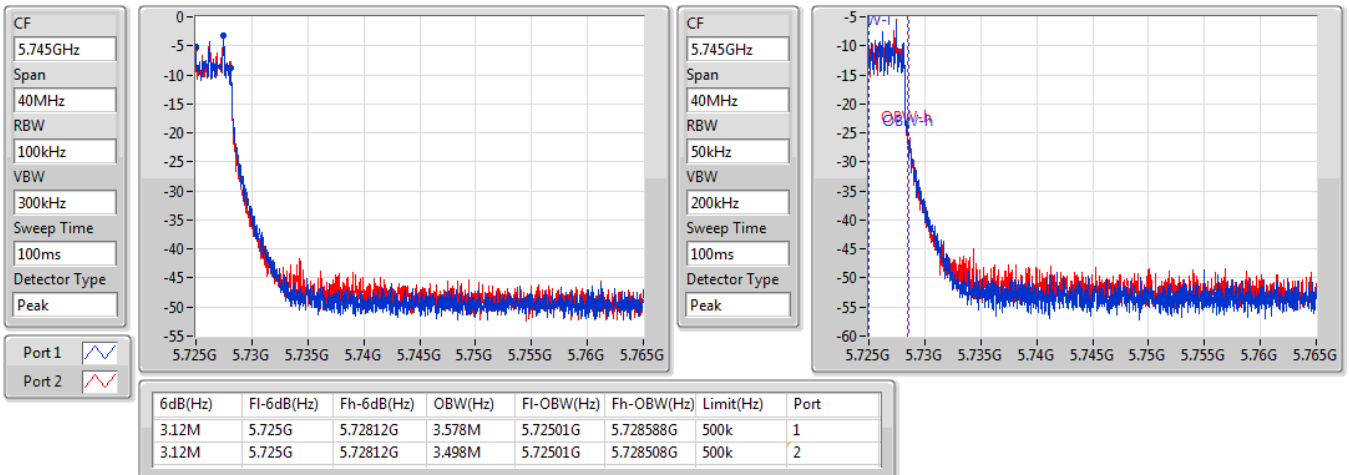 CF
5.745GHz
Span
40MHz
RBW
100kHz
VBW
300kHz
Sweep Time
100ms
Detector Type
Peak
0
-5
-10
-15
-20
-25
-30
-35
-40
-45
-50
-55
5.725G 5.73G 5.735G 5.74G 5.745G 5.75G 5.755G 5.76G 5.765G
CF
5.745GHz
Span
40MHz
RBW
50kHz
VBW
200kHz
Sweep Time
100ms
Detector Type
Peak
-5
-10
-15
-20
-25
-30
-35
-40
-45
-50
-55
-60
OBW-h
OBW-h
5.725G 5.73G 5.735G 5.74G 5.745G 5.75G 5.755G 5.76G 5.765G
Port 1
Port 2
6dB(Hz) Fl-6dB(Hz) Fh-6dB(Hz) OBW(Hz) Fl-OBW(Hz) Fh-OBW(Hz) Limit(Hz) Port
3.12M 5.725G 5.72812G 3.578M 5.72501G 5.728588G 500k 1
3.12M 5.725G 5.72812G 3.498M 5.72501G 5.728508G 500k 2